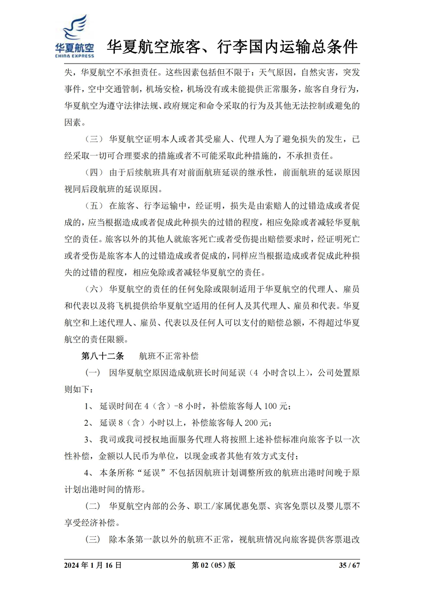 华夏航空
CHINA EXPRESS
华夏航空旅客、行李国内运输总条件
失，华夏航空不承担责任。这些因素包括但不限于：天气原因，自然灾害，突发
事件，空中交通管制，机场安检，机场没有或未能提供正常服务，旅客自身行为，
华夏航空为遵守法律法规、政府规定和命令采取的行为及其他无法控制或避免的
因素。
（三） 华夏航空证明本人或者其受雇人、代理人为了避免损失的发生，已
经采取一切可合理要求的措施或者不可能采取此种措施的，不承担责任。
（四） 由于后续航班具有对前面航班延误的继承性，前面航班的延误原因
视同后段航班的延误原因。
（五） 在旅客、行李运输中，经证明，损失是由索赔人的过错造成或者促
成的，应当根据造成或者促成此种损失的过错的程度，相应免除或者减轻华夏航
空的责任。旅客以外的其他人就旅客死亡或者受伤提出赔偿要求时，经证明死亡
或者受伤是旅客本人的过错造成或者促成的，同样应当根据造成或者促成此种损
失的过错的程度，相应免除或者减轻华夏航空的责任。
（六） 华夏航空的责任的任何免除或限制适用于华夏航空的代理人、雇员
和代表以及将飞机提供给华夏航空适用的任何人及其代理人、雇员和代表。华夏
航空和上述代理人、雇员、代表以及任何人可以支付的赔偿总额，不得超过华夏
航空的责任限额。
第八十二条 航班不正常补偿
(一) 因华夏航空原因造成航班长时间延误（4 小时含以上），公司处置原
则如下：
1、 延误时间在 4（含）-8 小时，补偿旅客每人 100 元；
2、 延误 8（含）小时以上，补偿旅客每人 200 元；
3、 我司或我司授权地面服务代理人将按照上述补偿标准向旅客予以一次
性补偿，金额以人民币为单位，以现金或者其他有效方式支付；
4、 本条所称“延误”不包括因航班计划调整所致的航班出港时间晚于原
计划出港时间的情形。
(二) 华夏航空内部的公务、职工/家属优惠免票、宾客免票以及婴儿票不
享受经济补偿。
(三) 除本条第一款以外的航班不正常，视航班情况向旅客提供客票退改
2024 年 1 月 16 日 第 02（05）版 35 / 67